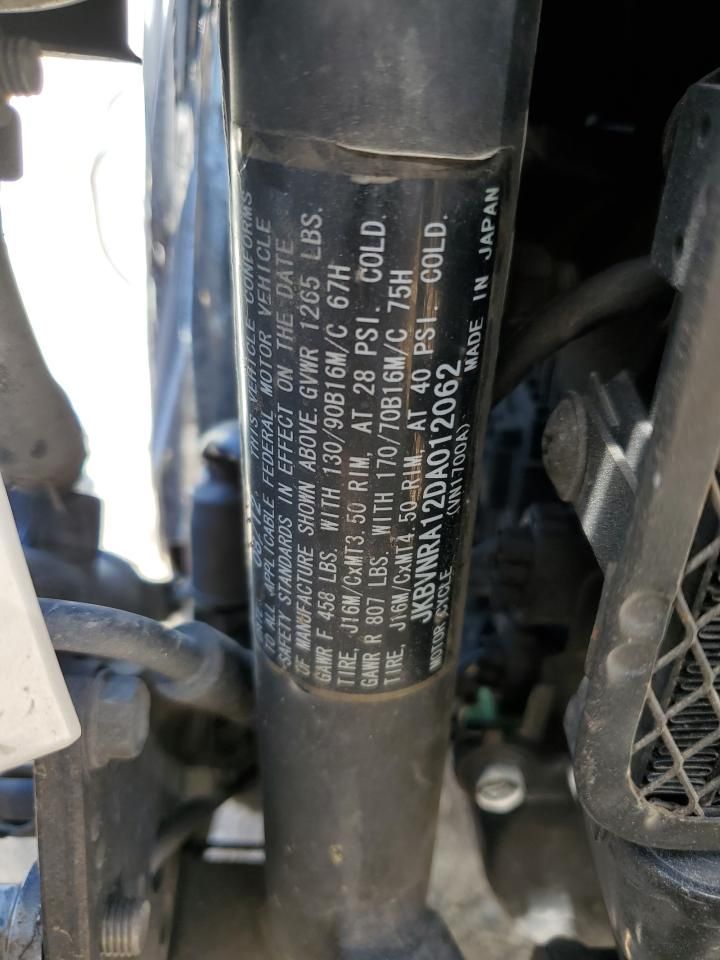 DATE: 08/12. THIS VEHICLE CONFORMS
TO ALL APPLICABLE FEDERAL MOTOR VEHICLE
SAFETY STANDARDS IN EFFECT ON THE DATE
OF MANUFACTURE SHOWN ABOVE. GVWR 1265 LBS.
GAWR F 458 LBS. WITH 130/90B16M/C 67H
TIRE, J16M/CxMT3.50 RIM, AT 28 PSI. COLD.
GAWR R 807 LBS. WITH 170/70B16M/C 75H
TIRE, J16M/CxMT4.50 RIM, AT 40 PSI. COLD.
JKBVNRA12DA012062
MOTOR CYCLE (VN1700A) MADE IN JAPAN